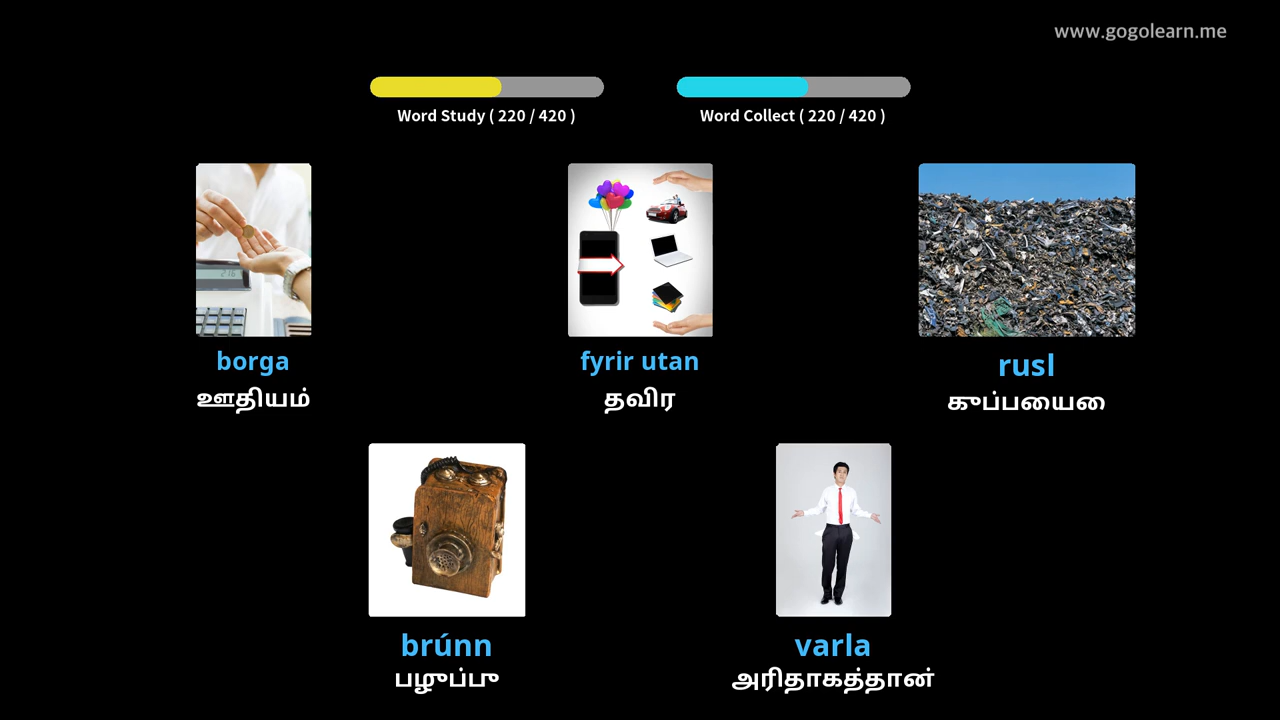 www.gogolearn.me
Word Study ( 220 / 420 )
Word Collect ( 220 / 420 )
borga
ஊதியம்
fyrir utan
தவிர
rusl
குப்பையை
brúnn
பழுப்பு
varla
அரிதாகத்தான்